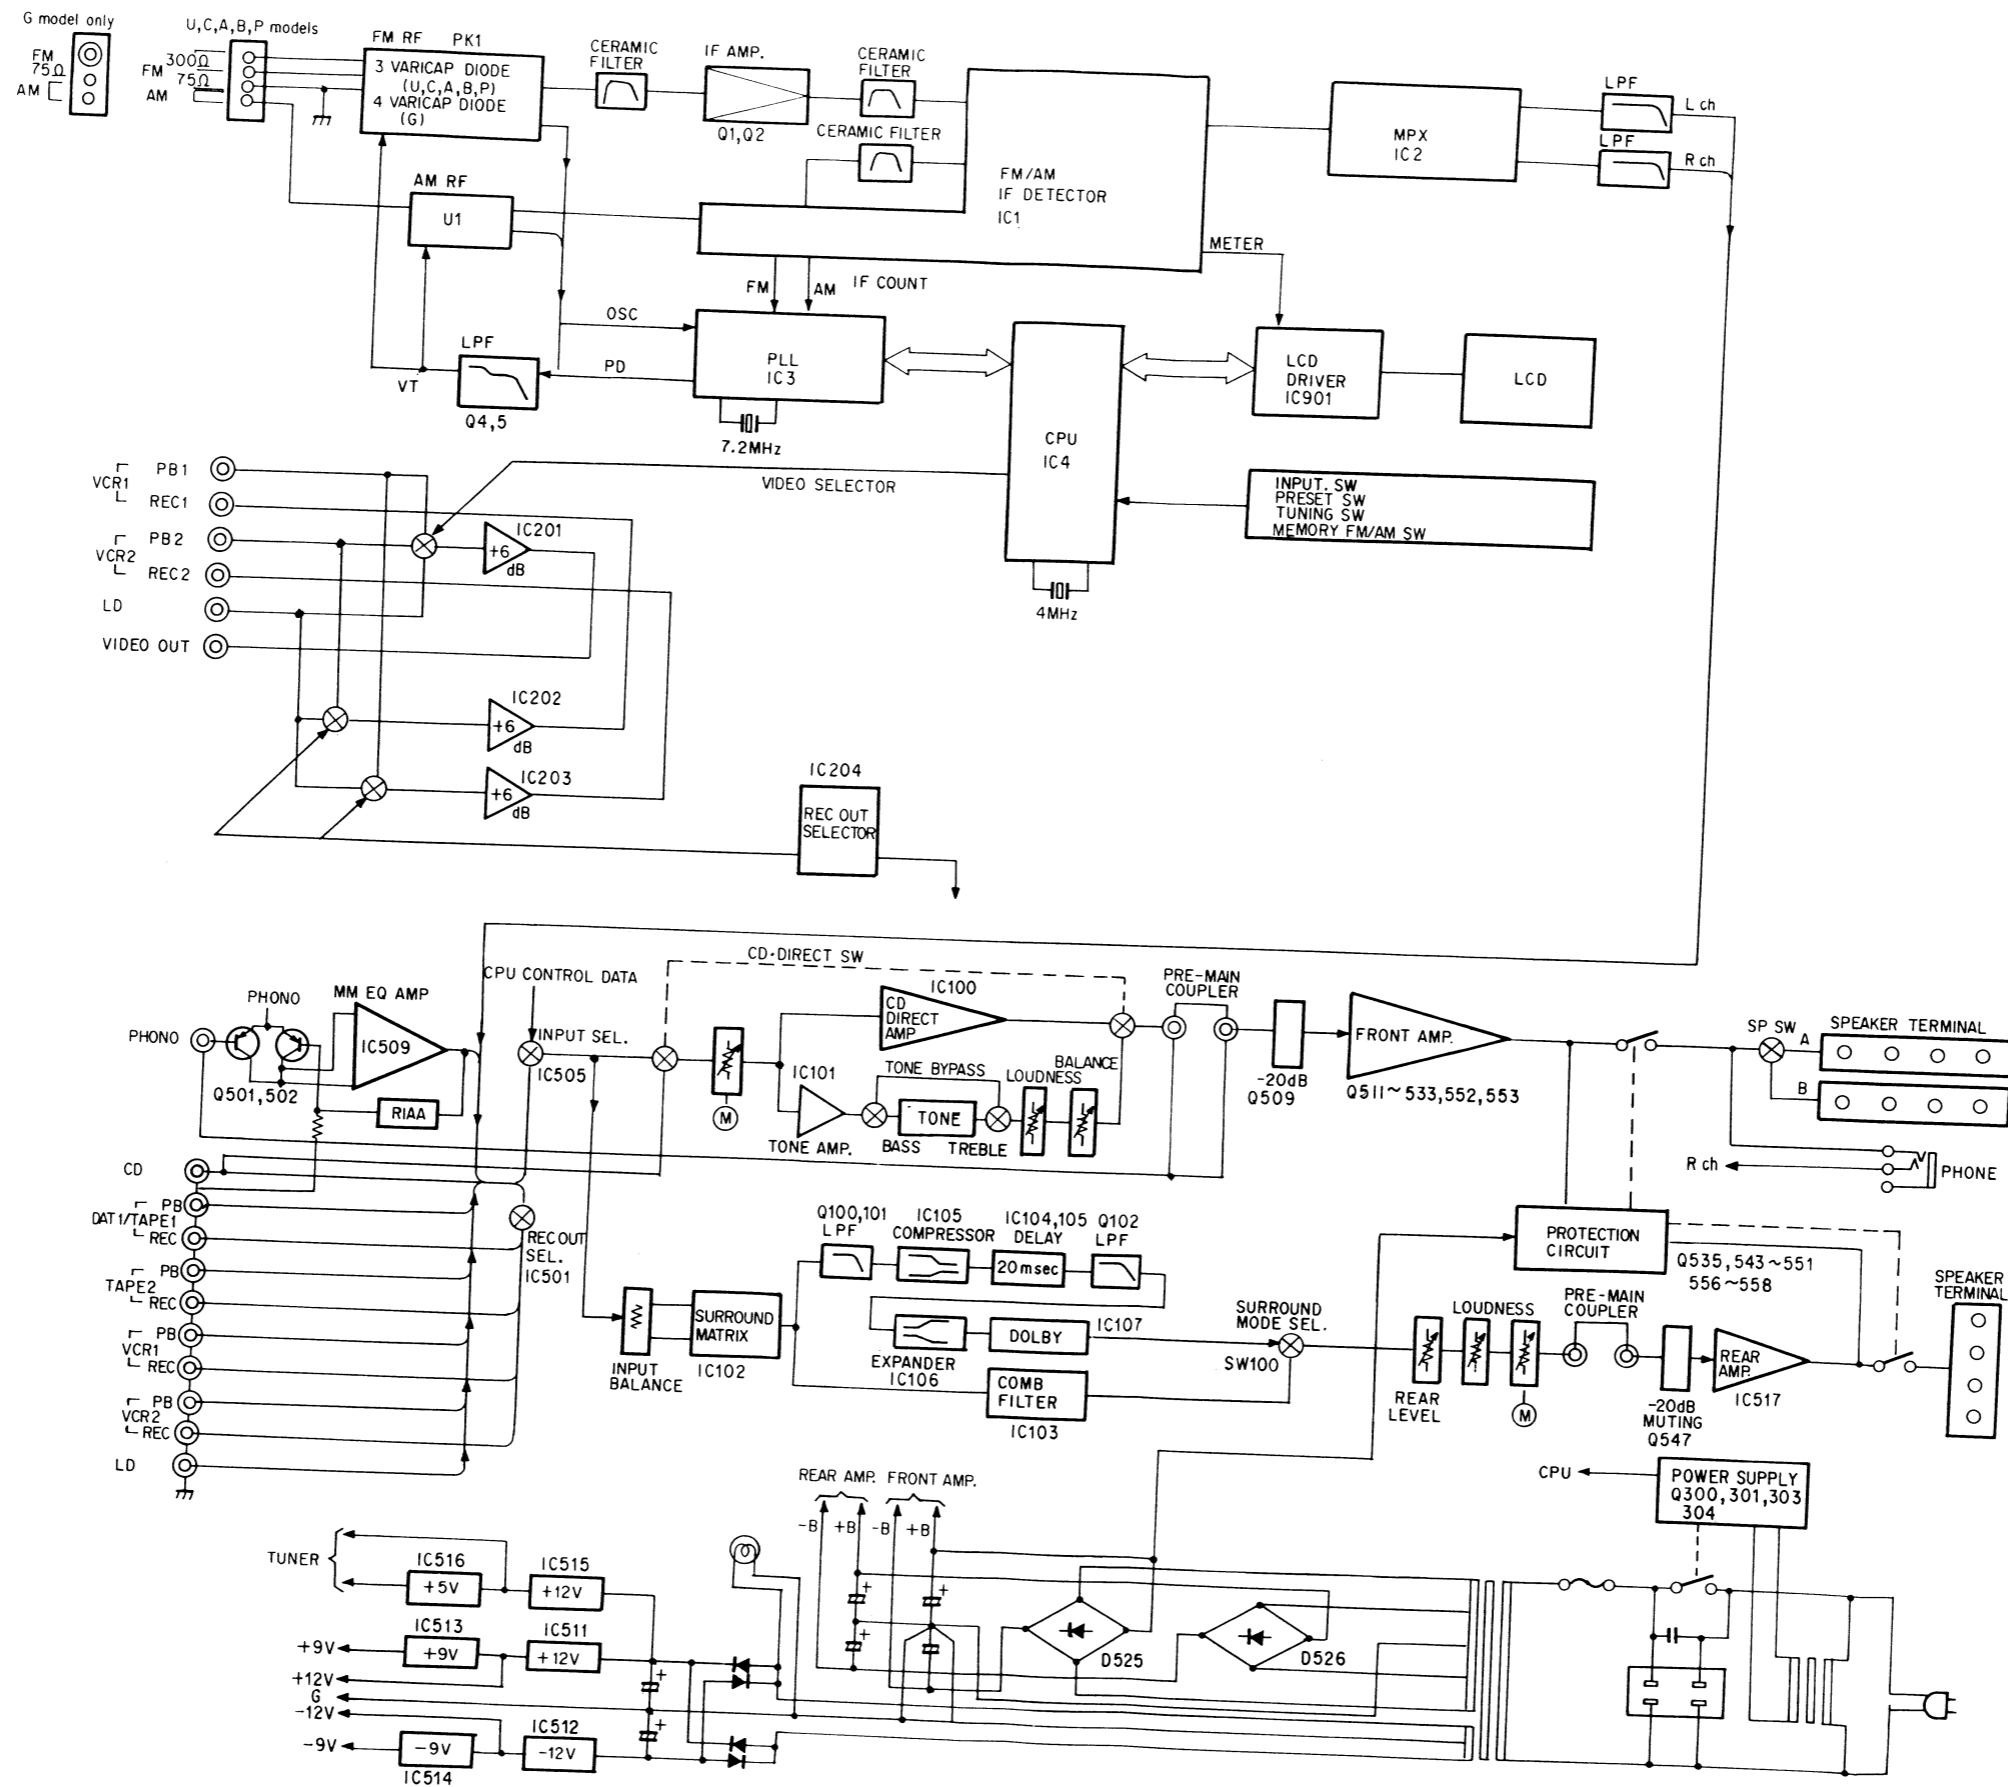 G model only
FM
75Ω
AM
U,C,A,B,P models
300Ω
FM
75Ω
AM
FM RF PK1
3 VARICAP DIODE
(U,C,A,B,P)
4 VARICAP DIODE
(G)
CERAMIC
FILTER
IF AMP.
Q1,Q2
CERAMIC
FILTER
CERAMIC FILTER
FM/AM
IF DETECTOR
IC1
MPX
IC2
LPF
L ch
LPF
R ch
AM RF
U1
METER
FM
AM
IF COUNT
OSC
PD
LPF
VT
Q4,5
PLL
IC3
7.2MHz
CPU
IC4
4MHz
LCD
DRIVER
IC901
LCD
INPUT. SW
PRESET SW
TUNING SW
MEMORY FM/AM SW
VIDEO SELECTOR
VCR1
PB1
REC1
VCR2
PB2
REC2
LD
VIDEO OUT
IC201
+6
dB
IC202
+6
dB
IC203
+6
dB
IC204
REC OUT
SELECTOR
CPU CONTROL DATA
CD·DIRECT SW
PHONO
PHONO
MM EQ AMP
IC509
Q501,502
RIAA
INPUT SEL.
IC505
M
IC100
CD
DIRECT
AMP
IC101
TONE AMP.
TONE BYPASS
TONE
BASS
TREBLE
LOUDNESS
BALANCE
PRE-MAIN
COUPLER
-20dB
Q509
FRONT AMP.
Q511~533,552,553
SP SW
A
B
SPEAKER TERMINAL
R ch
PHONE
CD
DAT1/TAPE1
PB
REC
TAPE2
PB
REC
VCR1
PB
REC
VCR2
PB
REC
LD
REC OUT
SEL.
IC501
INPUT
BALANCE
SURROUND
MATRIX
IC102
Q100,101
LPF
IC105
COMPRESSOR
IC104,105
DELAY
20msec
Q102
LPF
EXPANDER
IC106
DOLBY
IC107
COMB
FILTER
IC103
SURROUND
MODE SEL.
SW100
PROTECTION
CIRCUIT
Q535,543~551
556~558
REAR
LEVEL
LOUDNESS
M
PRE-MAIN
COUPLER
-20dB
MUTING
Q547
REAR
AMP.
IC517
SPEAKER
TERMINAL
CPU
POWER SUPPLY
Q300,301,303
304
REAR AMP. FRONT AMP.
-B
+B
-B
+B
TUNER
IC516
+5V
IC515
+12V
IC513
+9V
IC511
+12V
+9V
+12V
G
-12V
-9V
-9V
IC514
IC512
-12V
+
+
+
+
+
D525
D526